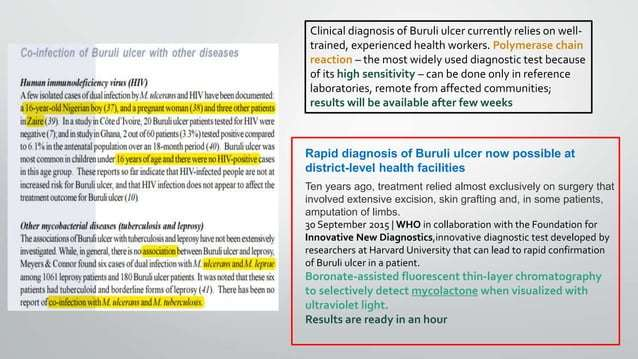 Co-infection of Buruli ulcer with other diseases
Human immunodeficiency virus (HIV)
A few isolated cases of dual infection by M. ulcerans and HIV have been documented:
a 16-year-old Nigerian boy (37), and a pregnant woman (38) and three other patients
in Zaire (39). In a study in Côte d'Ivoire, 20 Buruli ulcer patients tested for HIV were
negative (7); and in study in Ghana, 2 out of 60 patients (3.3%) tested positive compared
to 6.1% in the antenatal population over an 18-month period (40). Buruli ulcer was
most common in children under 16 years of age and there were no HIV-positive cases
in this age group. These reports so far indicate that HIV-infected people are not at
increased risk for Buruli ulcer, and that HIV infection does not appear to affect the
treatment outcome for Buruli ulcer (10).
Other mycobacterial diseases (tuberculosis and leprosy)
The associations of Buruli ulcer with tuberculosis and leprosy have not been extensively
investigated. While, in general, there is no association between Buruli ulcer and leprosy,
Meyers & Connor found six cases of dual infection with M. ulcerans and M. leprae
among 1061 leprosy patients and 180 Buruli ulcer patients. It was noted that these six
patients had tuberculoid and borderline forms of leprosy (41). There has been no
report of co-infection with M. ulcerans and M. tuberculosis.
Clinical diagnosis of Buruli ulcer currently relies on well-
trained, experienced health workers. Polymerase chain
reaction – the most widely used diagnostic test because
of its high sensitivity – can be done only in reference
laboratories, remote from affected communities;
results will be available after few weeks
Rapid diagnosis of Buruli ulcer now possible at
district-level health facilities
Ten years ago, treatment relied almost exclusively on surgery that
involved extensive excision, skin grafting and, in some patients,
amputation of limbs.
30 September 2015 | WHO in collaboration with the Foundation for
Innovative New Diagnostics,innovative diagnostic test developed by
researchers at Harvard University that can lead to rapid confirmation
of Buruli ulcer in a patient.
Boronate-assisted fluorescent thin-layer chromatography
to selectively detect mycolactone when visualized with
ultraviolet light.
Results are ready in an hour